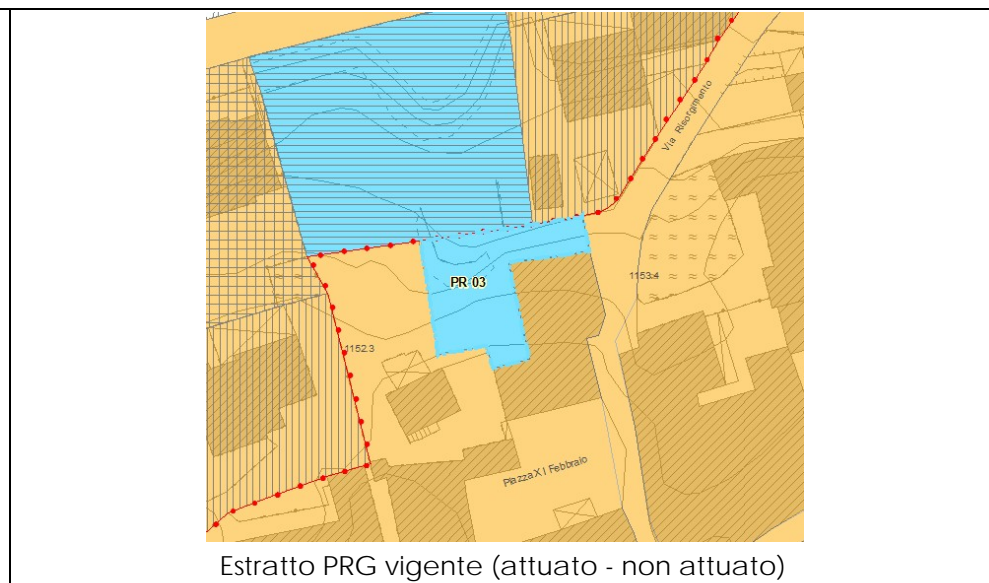 Via Risorgimento
PR 03
1153.4
1152.3
Piazza XI Febbraio
Estratto PRG vigente (attuato - non attuato)